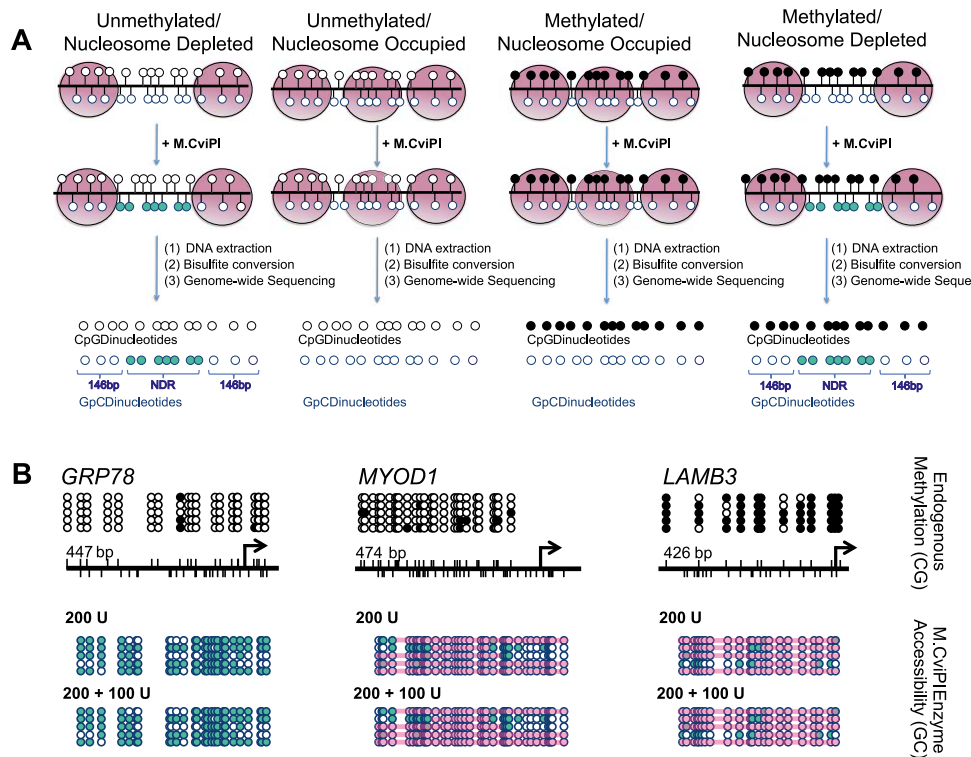 A
Unmethylated/
Nucleosome Depleted
Unmethylated/
Nucleosome Occupied
Methylated/
Nucleosome Occupied
Methylated/
Nucleosome Depleted
+ M.CviPI
+ M.CviPI
+ M.CviPI
+ M.CviPI
(1) DNA extraction
(2) Bisulfite conversion
(3) Genome-wide Sequencing
(1) DNA extraction
(2) Bisulfite conversion
(3) Genome-wide Sequencing
(1) DNA extraction
(2) Bisulfite conversion
(3) Genome-wide Sequencing
(1) DNA extraction
(2) Bisulfite conversion
(3) Genome-wide Seque
CpGDinucleotides
146bp NDR 146bp
GpCDinucleotides
CpGDinucleotides
GpCDinucleotides
CpGDinucleotides
GpCDinucleotides
CpGDinucleotides
146bp NDR 146bp
GpCDinucleotides
B
GRP78
MYOD1
LAMB3
447 bp
474 bp
426 bp
Endogenous
Methylation (CG)
200 U
200 U
200 U
200 + 100 U
200 + 100 U
200 + 100 U
M.CviPIEnzyme
Accessibility (GC)